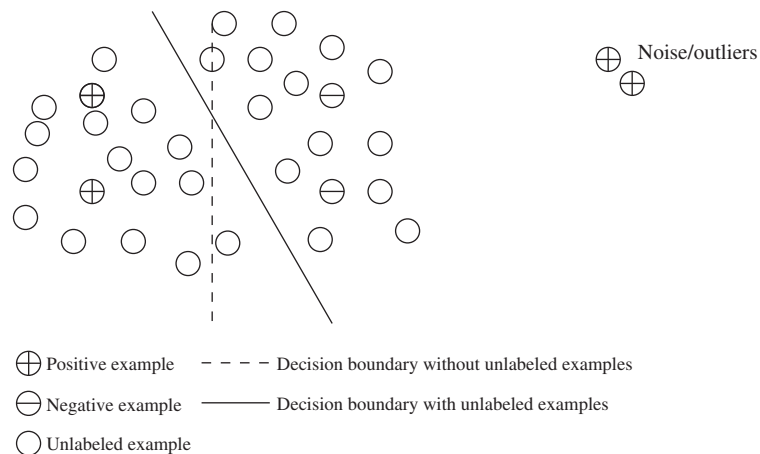 Noise/outliers
Positive example
Decision boundary without unlabeled examples
Negative example
Decision boundary with unlabeled examples
Unlabeled example